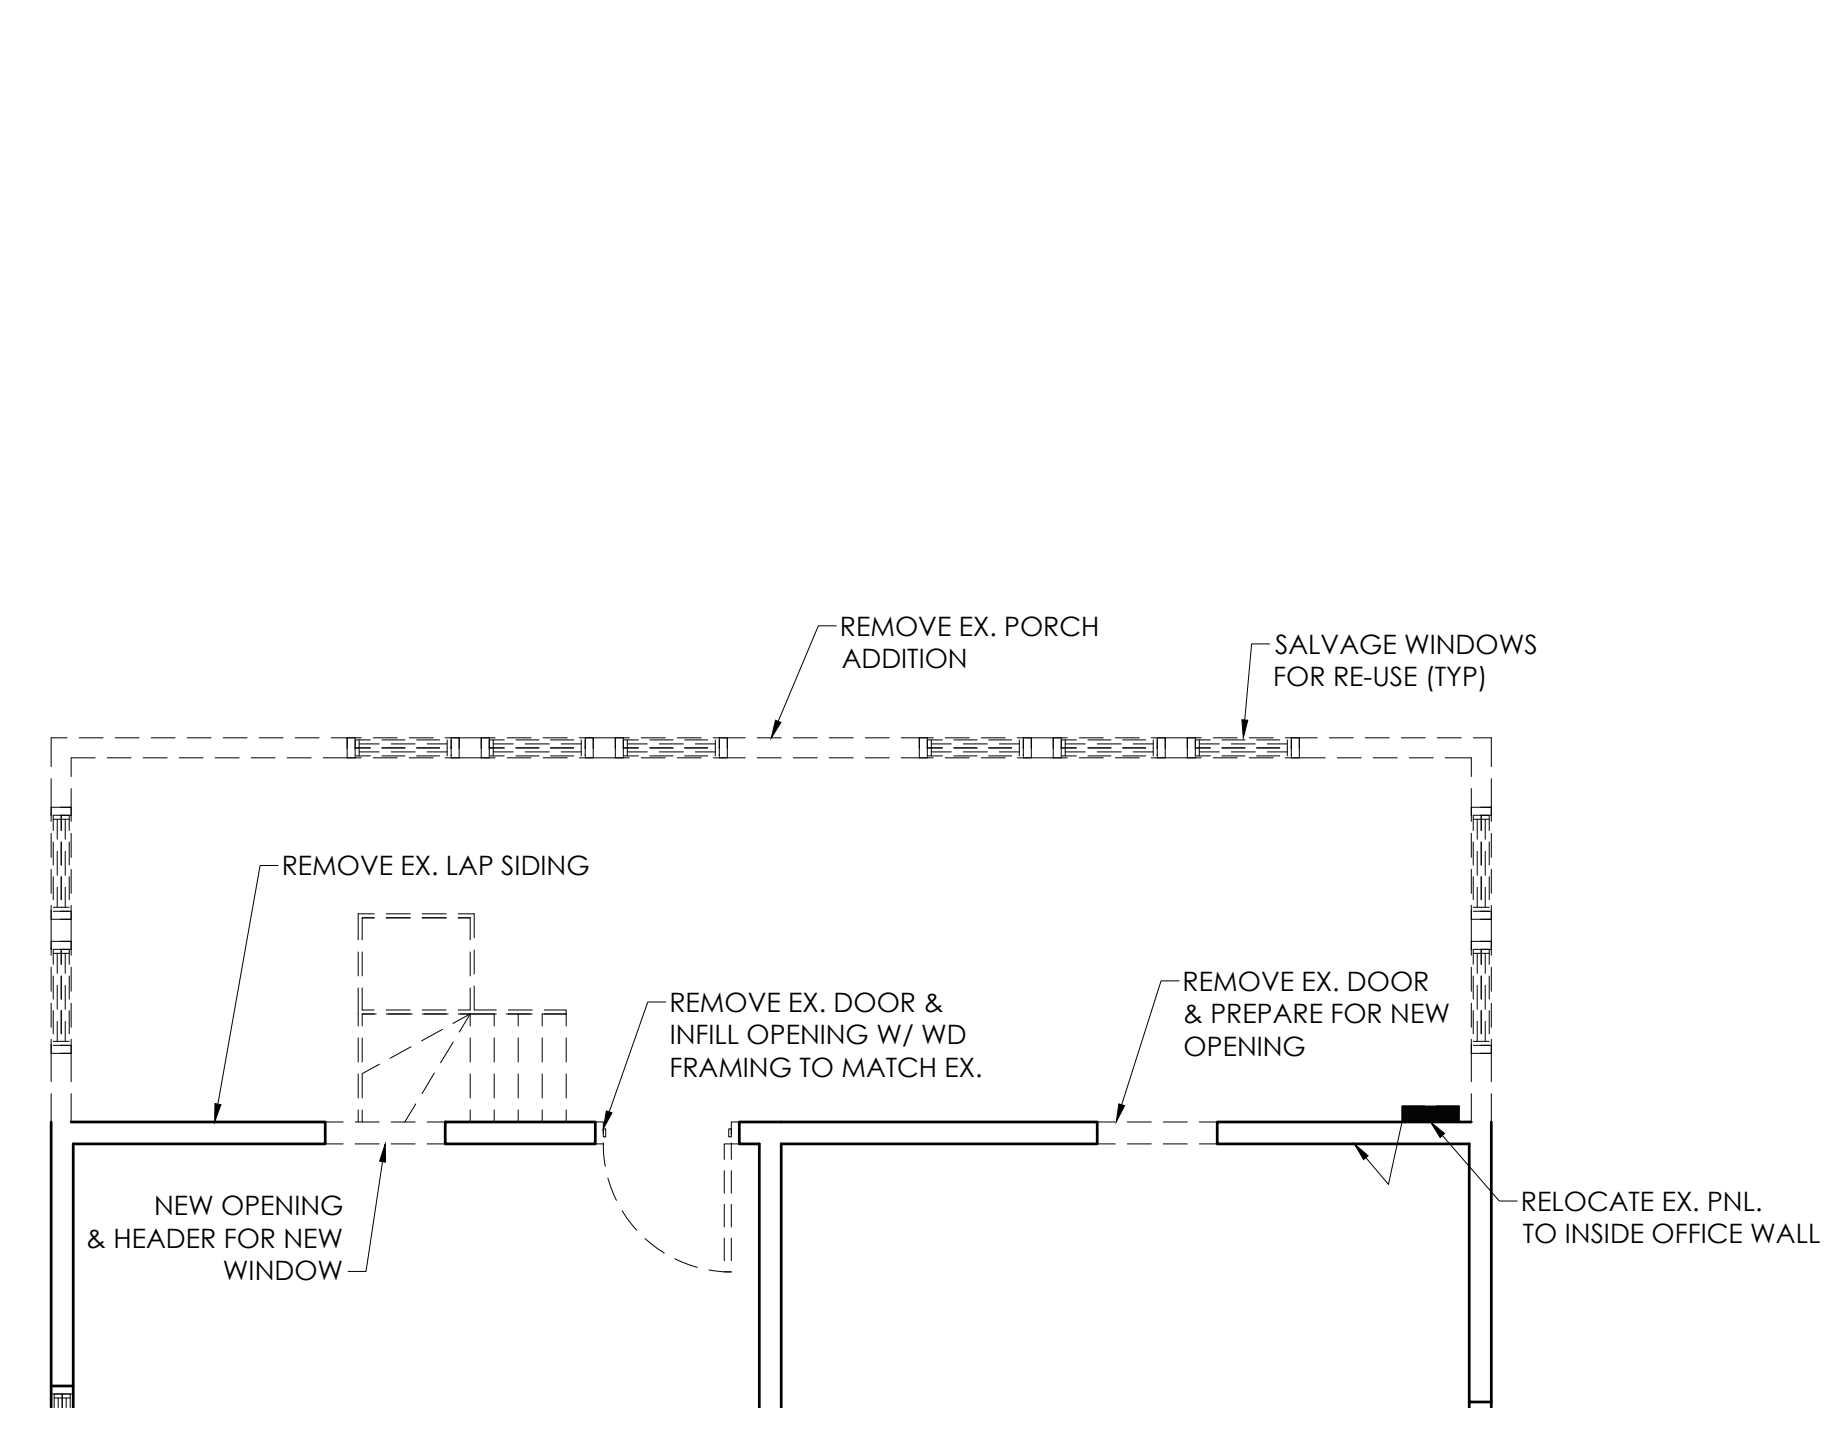 REMOVE EX. PORCH
ADDITION
SALVAGE WINDOWS
FOR RE-USE (TYP)
REMOVE EX. LAP SIDING
REMOVE EX. DOOR &
INFILL OPENING W/ WD
FRAMING TO MATCH EX.
REMOVE EX. DOOR
& PREPARE FOR NEW
OPENING
NEW OPENING
& HEADER FOR NEW
WINDOW
RELOCATE EX. PNL.
TO INSIDE OFFICE WALL